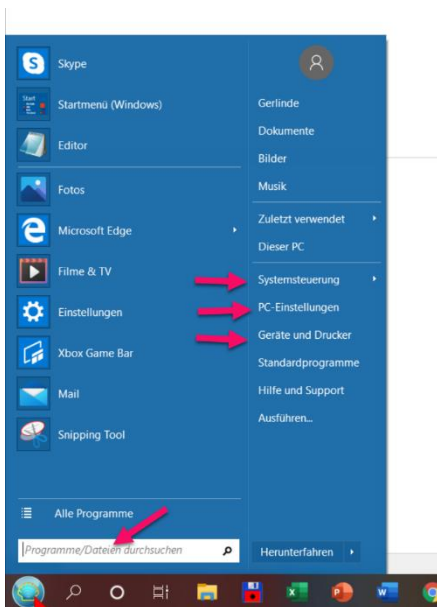 Skype
Startmenü (Windows)
Editor
Fotos
Microsoft Edge
Filme & TV
Einstellungen
Xbox Game Bar
Mail
Snipping Tool
Alle Programme
Programme/Dateien durchsuchen
Gerlinde
Dokumente
Bilder
Musik
Zuletzt verwendet
Dieser PC
Systemsteuerung
PC-Einstellungen
Geräte und Drucker
Standardprogramme
Hilfe und Support
Ausführen...
Herunterfahren